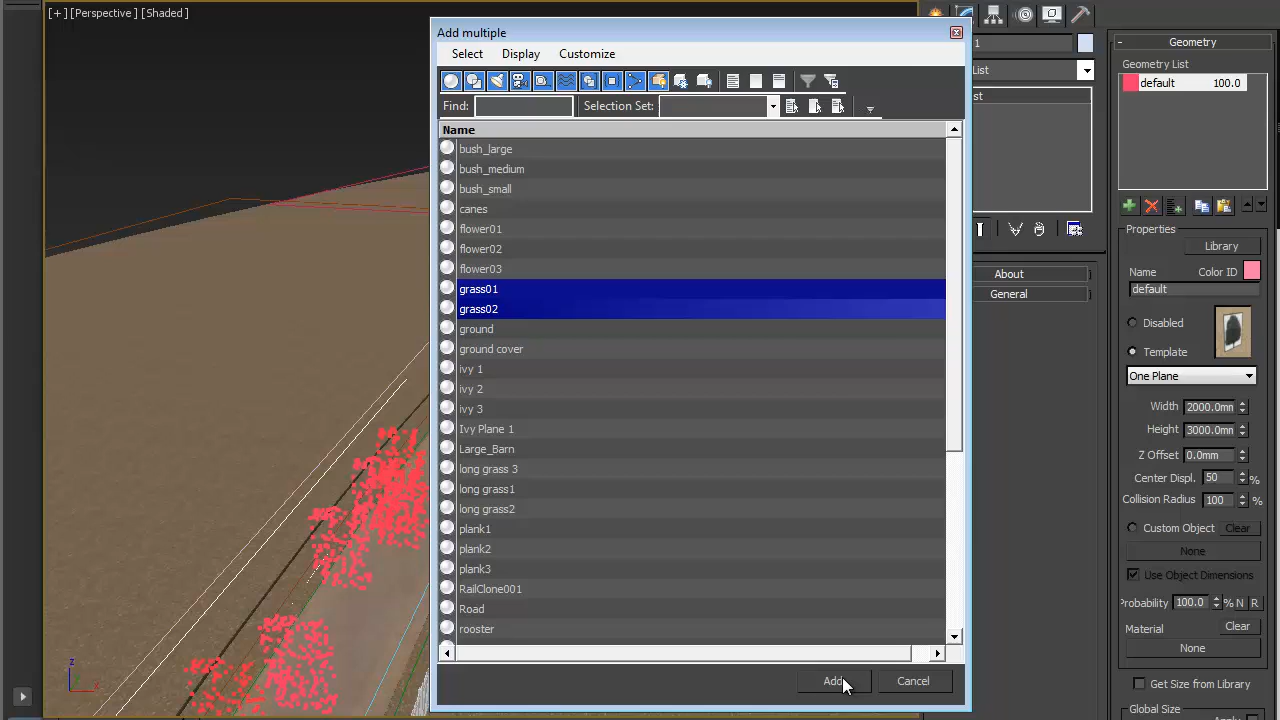 [+] [Perspective] [Shaded]
Add multiple
Select Display Customize
Find: Selection Set:
Name
bush_large
bush_medium
bush_small
canes
flower01
flower02
flower03
grass01
grass02
ground
ground cover
ivy 1
ivy 2
ivy 3
Ivy Plane 1
Large_Barn
long grass 3
long grass1
long grass2
plank1
plank2
plank3
RailClone001
Road
rooster
Add Cancel
z
x
1
List
st
About
General
- Geometry
Geometry List
default 100.0
Properties
Library
Name Color ID
default
Disabled
Template
One Plane
Width 2000.0mm
Height 3000.0mm
Z Offset 0.0mm
Center Displ. 50 %
Collision Radius 100 %
Custom Object Clear
None
Use Object Dimensions
Probability 100.0 % N R
Material Clear
None
Get Size from Library
Global Size